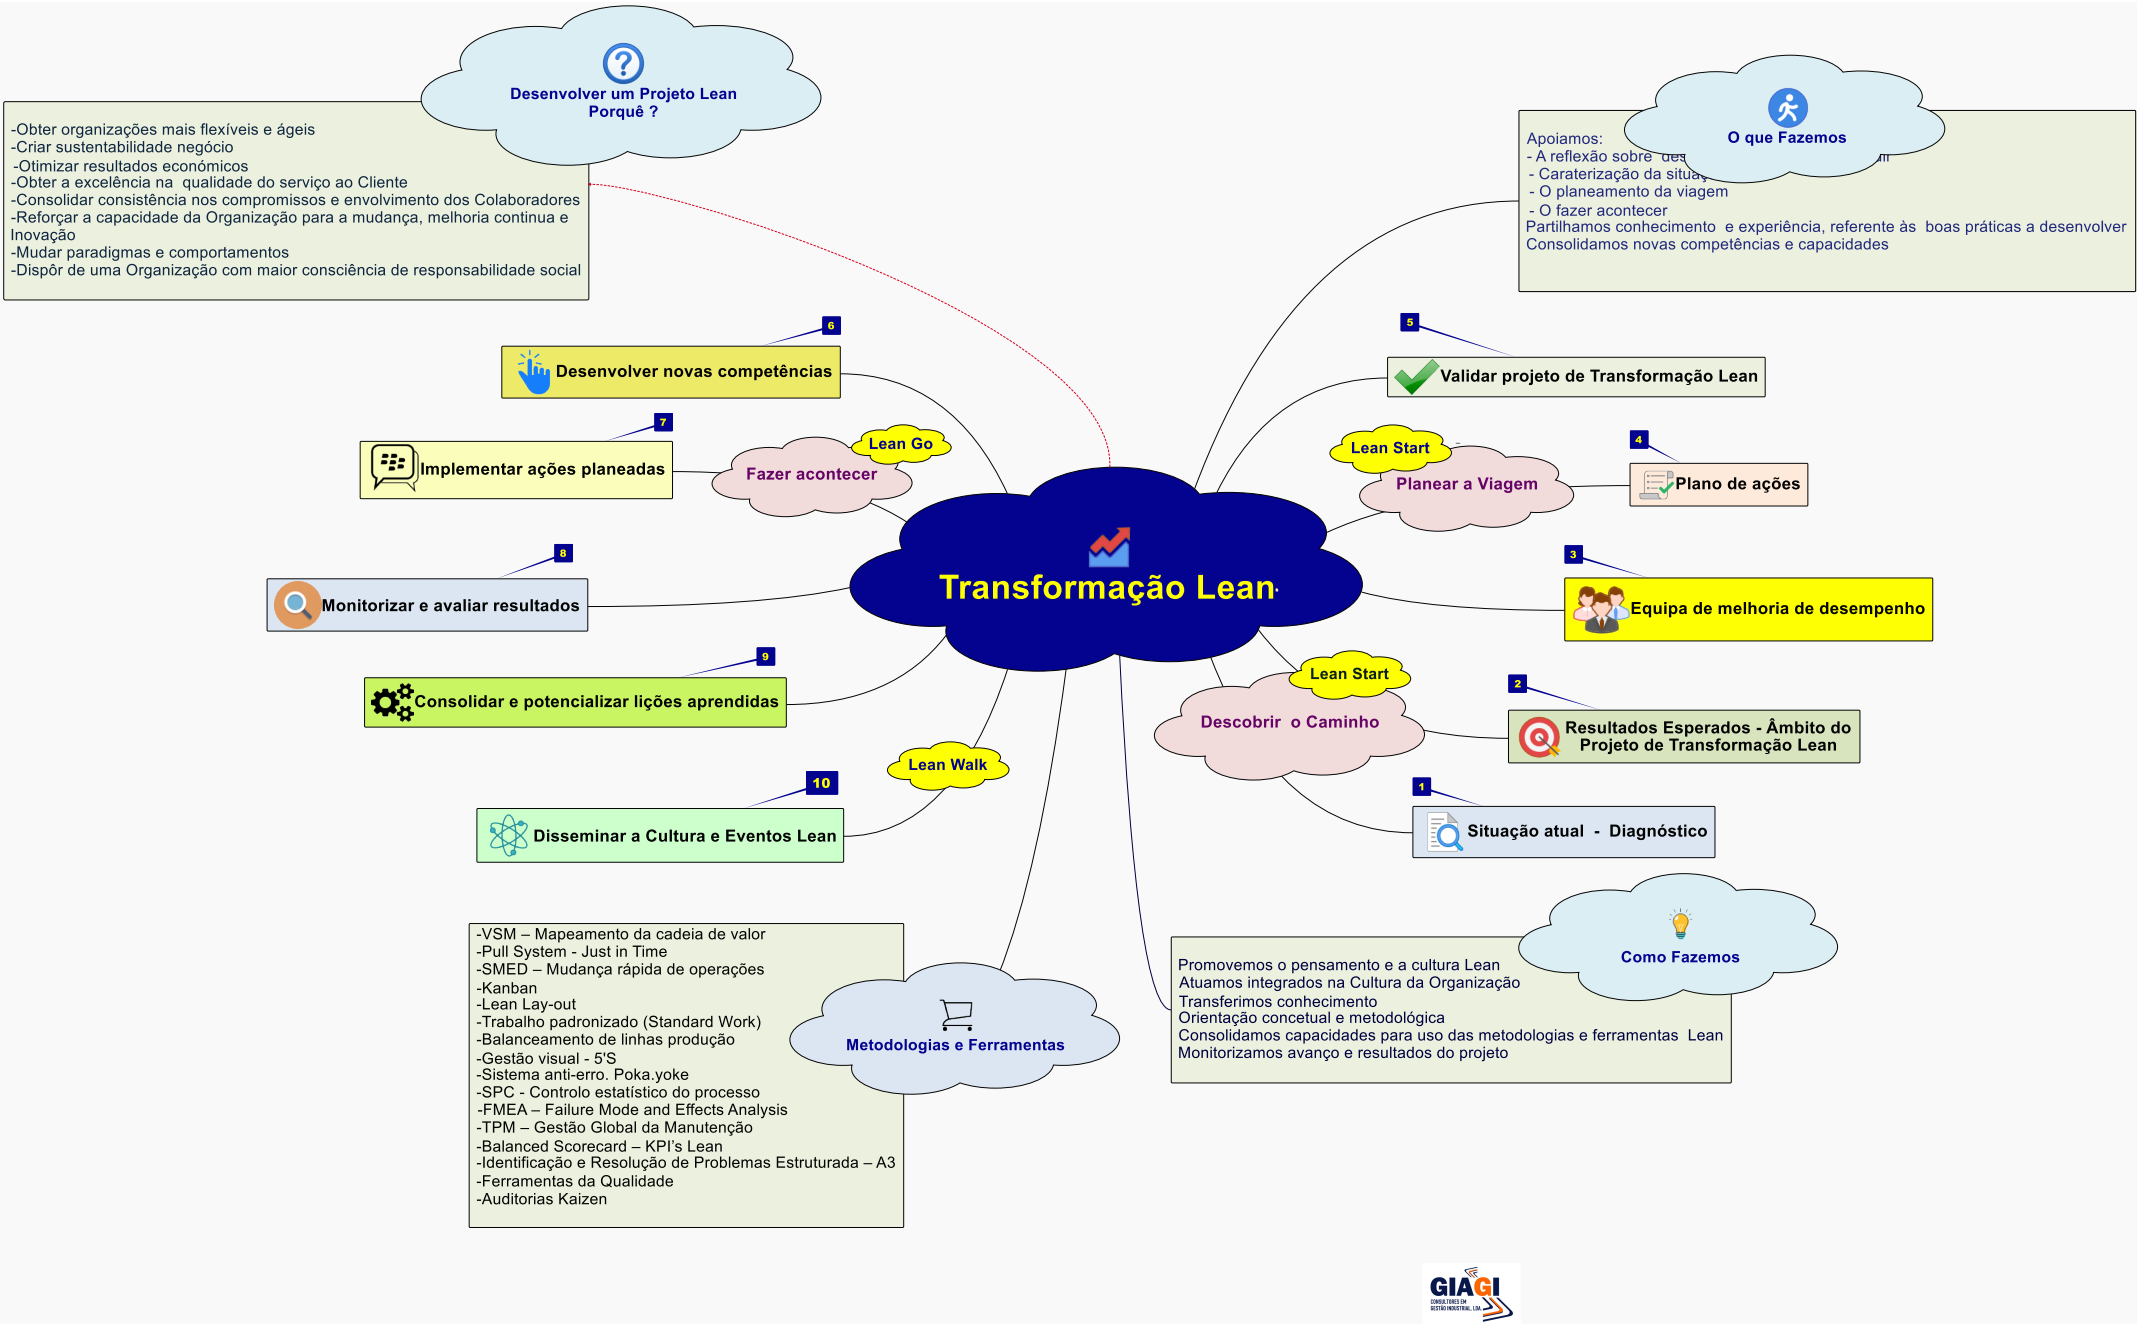 Desenvolver um Projeto Lean
Porquê ?
-Obter organizações mais flexíveis e ágeis
-Criar sustentabilidade negócio
-Otimizar resultados económicos
-Obter a excelência na qualidade do serviço ao Cliente
-Consolidar consistência nos compromissos e envolvimento dos Colaboradores
-Reforçar a capacidade da Organização para a mudança, melhoria continua e
Inovação
-Mudar paradigmas e comportamentos
-Dispôr de uma Organização com maior consciência de responsabilidade social
O que Fazemos
Apoiamos:
- A reflexão sobre
- Caraterização da
- O planeamento da viagem
- O fazer acontecer
Partilhamos conhecimento e experiência, referente às boas práticas a desenvolver
Consolidamos novas competências e capacidades
6
Desenvolver novas competências
5
Validar projeto de Transformação Lean
7
Implementar ações planeadas
Lean Go
Fazer acontecer
Lean Start
Planear a Viagem
4
Plano de ações
8
Monitorizar e avaliar resultados
Transformação Lean.
3
Equipa de melhoria de desempenho
9
Consolidar e potencializar lições aprendidas
Lean Start
Descobrir o Caminho
2
Resultados Esperados - Âmbito do
Projeto de Transformação Lean
Lean Walk
10
Disseminar a Cultura e Eventos Lean
1
Situação atual - Diagnóstico
-VSM – Mapeamento da cadeia de valor
-Pull System - Just in Time
-SMED – Mudança rápida de operações
-Kanban
-Lean Lay-out
-Trabalho padronizado (Standard Work)
-Balanceamento de linhas produção
-Gestão visual - 5'S
-Sistema anti-erro. Poka.yoke
-SPC - Controlo estatístico do processo
-FMEA – Failure Mode and Effects Analysis
-TPM – Gestão Global da Manutenção
-Balanced Scorecard – KPI's Lean
-Identificação e Resolução de Problemas Estruturada – A3
-Ferramentas da Qualidade
-Auditorias Kaizen
Metodologias e Ferramentas
Como Fazemos
Promovemos o pensamento e a cultura Lean
Atuamos integrados na Cultura da Organização
Transferimos conhecimento
Orientação concetual e metodológica
Consolidamos capacidades para uso das metodologias e ferramentas Lean
Monitorizamos avanço e resultados do projeto
GIAGI
CONSULTORES EM
GESTÃO INDUSTRIAL, LDA.